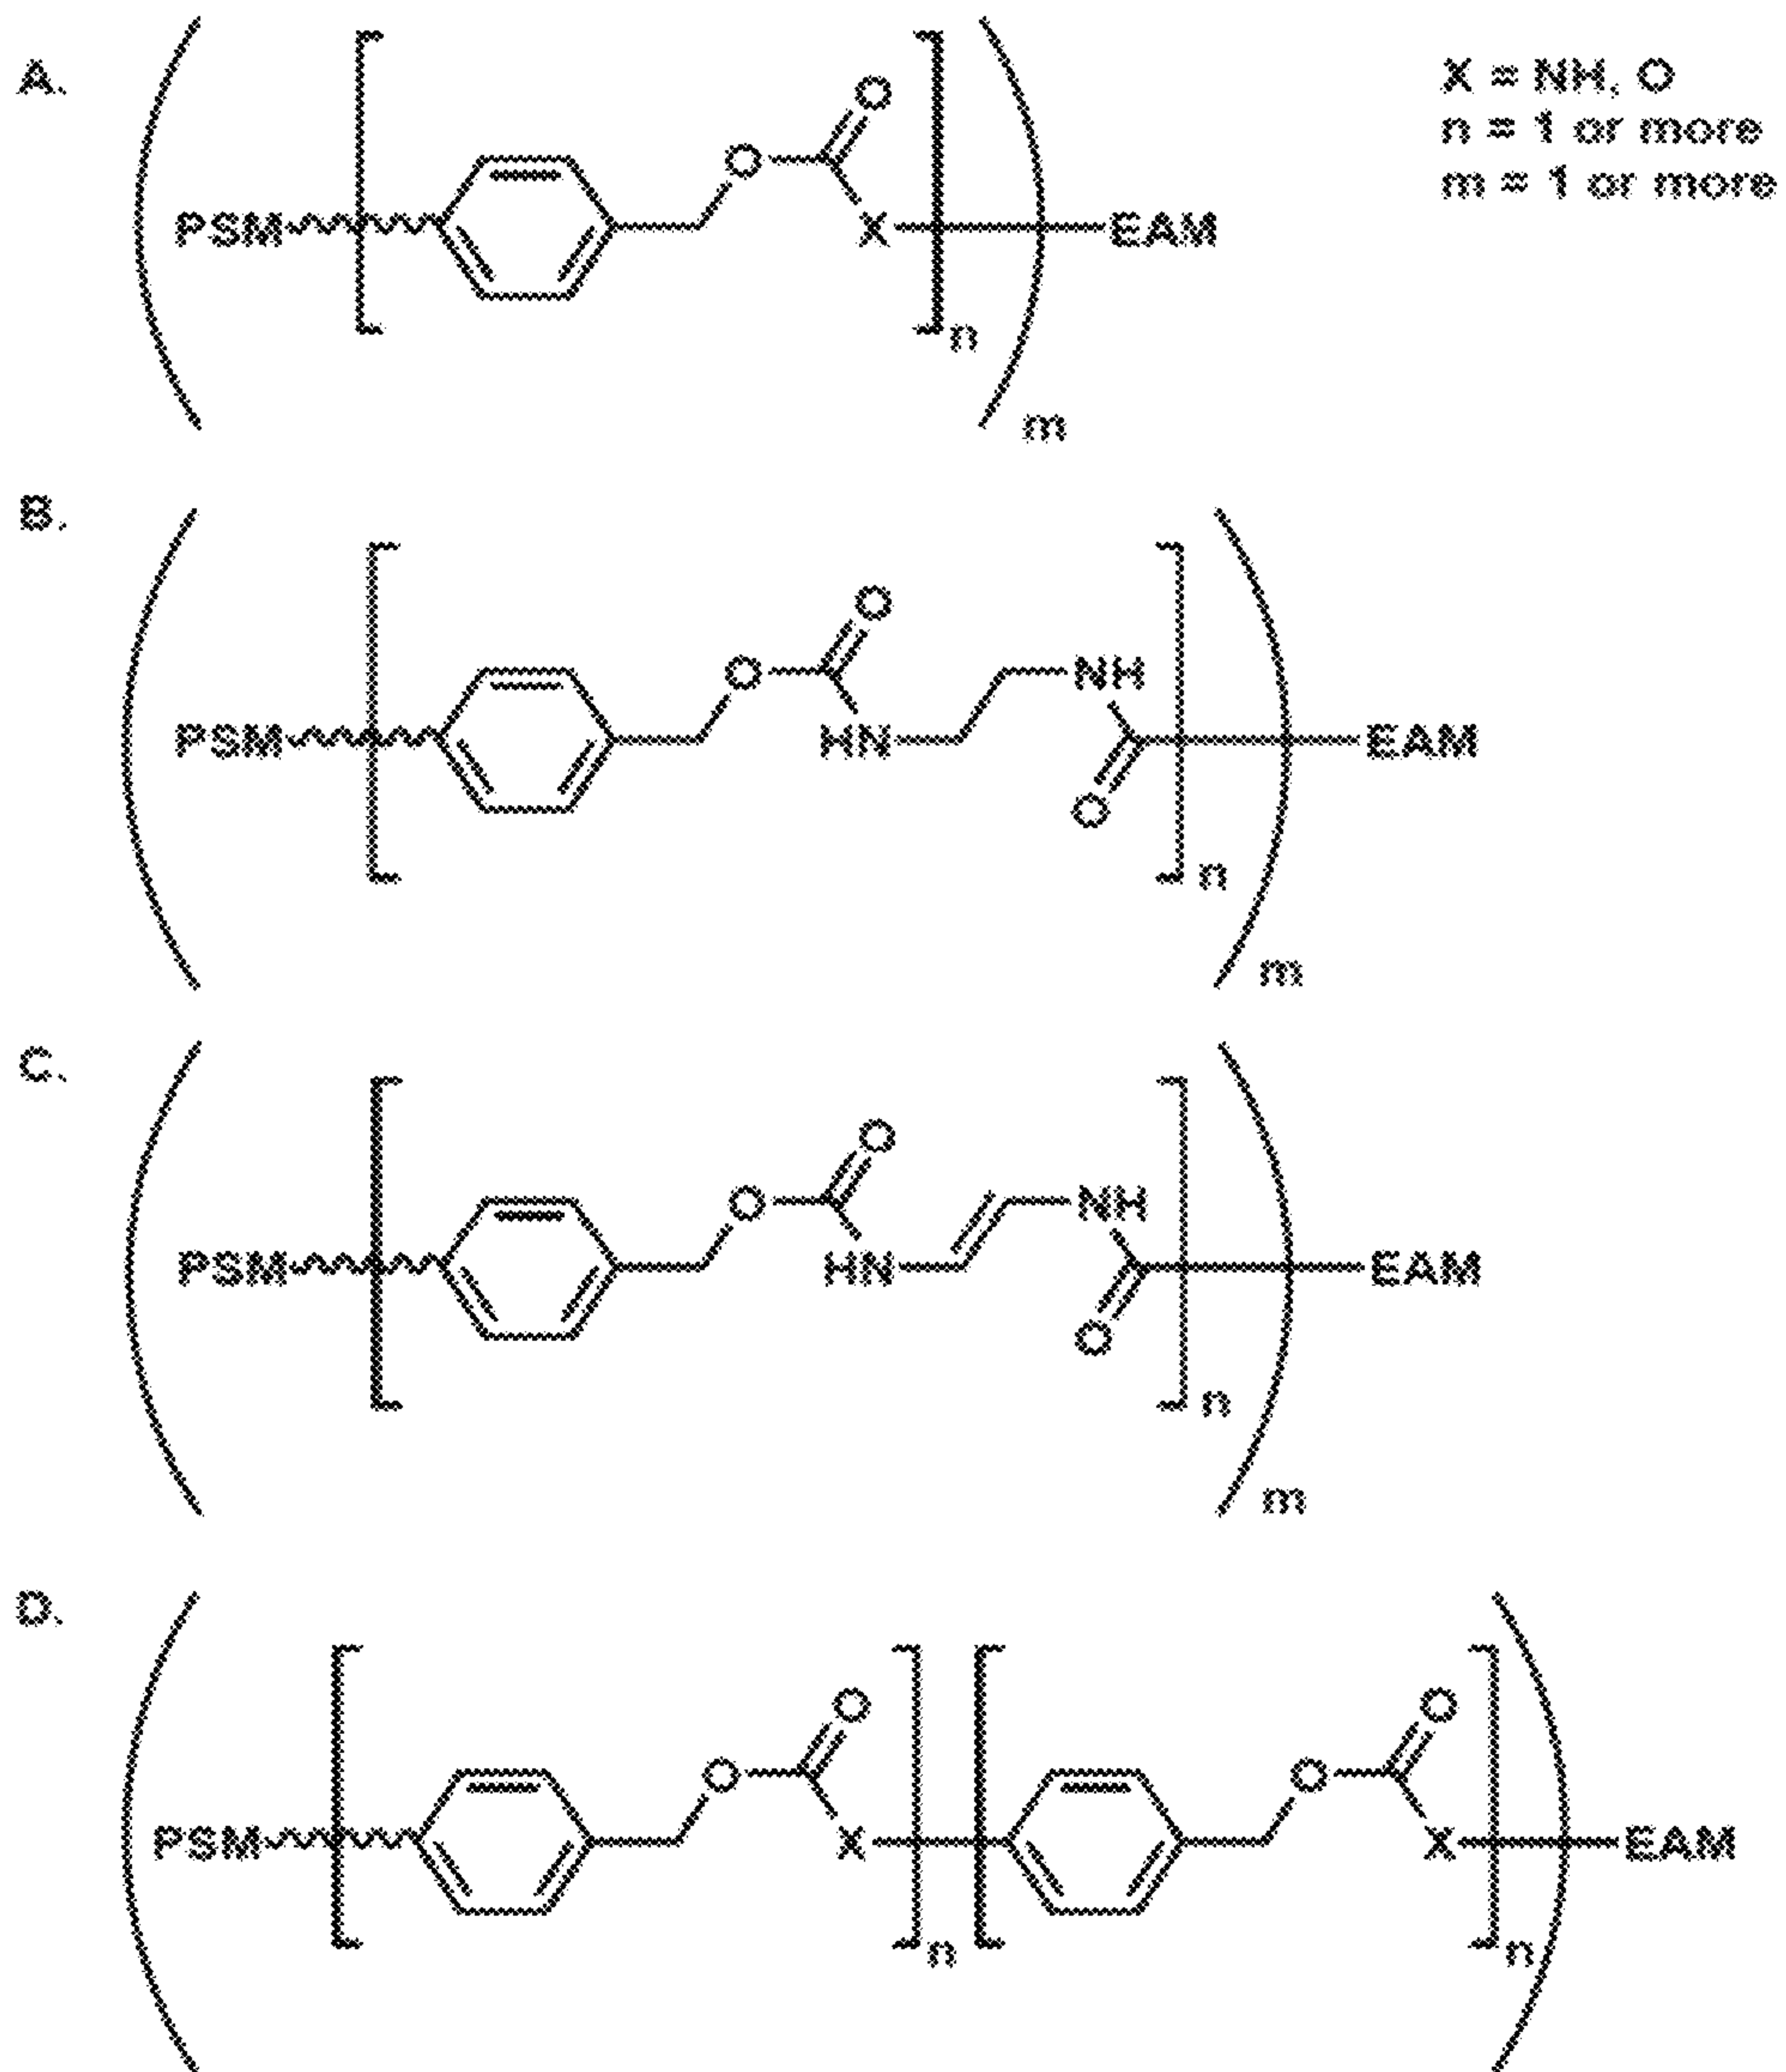 A.
X = NH, O
n = 1 or more
m = 1 or more
O
O
PSM
X
EAM
n
m
B.
O
O
NH
PSM
HN
EAM
O
n
m
C.
O
O
NH
PSM
HN
EAM
O
n
m
D.
O
O
O
O
PSM
X
X
EAM
n
n